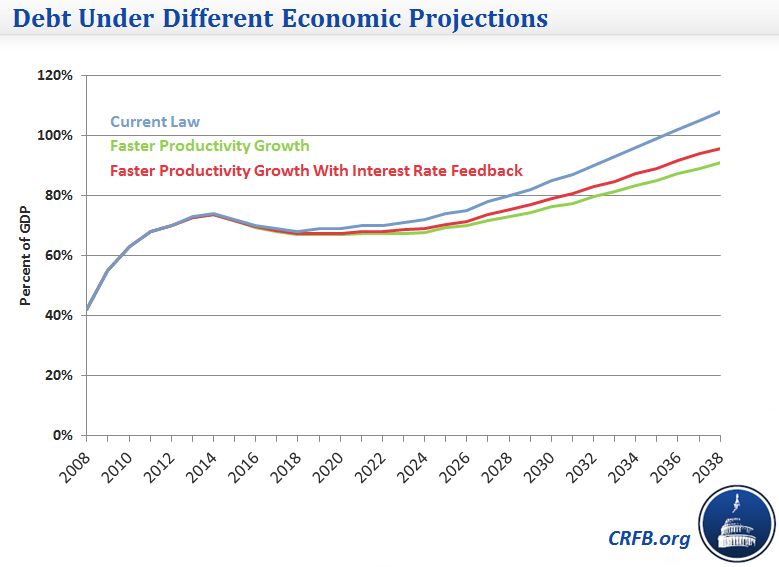 Debt Under Different Economic Projections
120%
Current Law
100%
Faster Productivity Growth
Faster Productivity Growth With Interest Rate Feedback
80%
Percent of GDP
60%
40%
20%
0%
2008 2010 2012 2014 2016 2018 2020 2022 2024 2026 2028 2030 2032 2034 2036 2038
CRFB.org